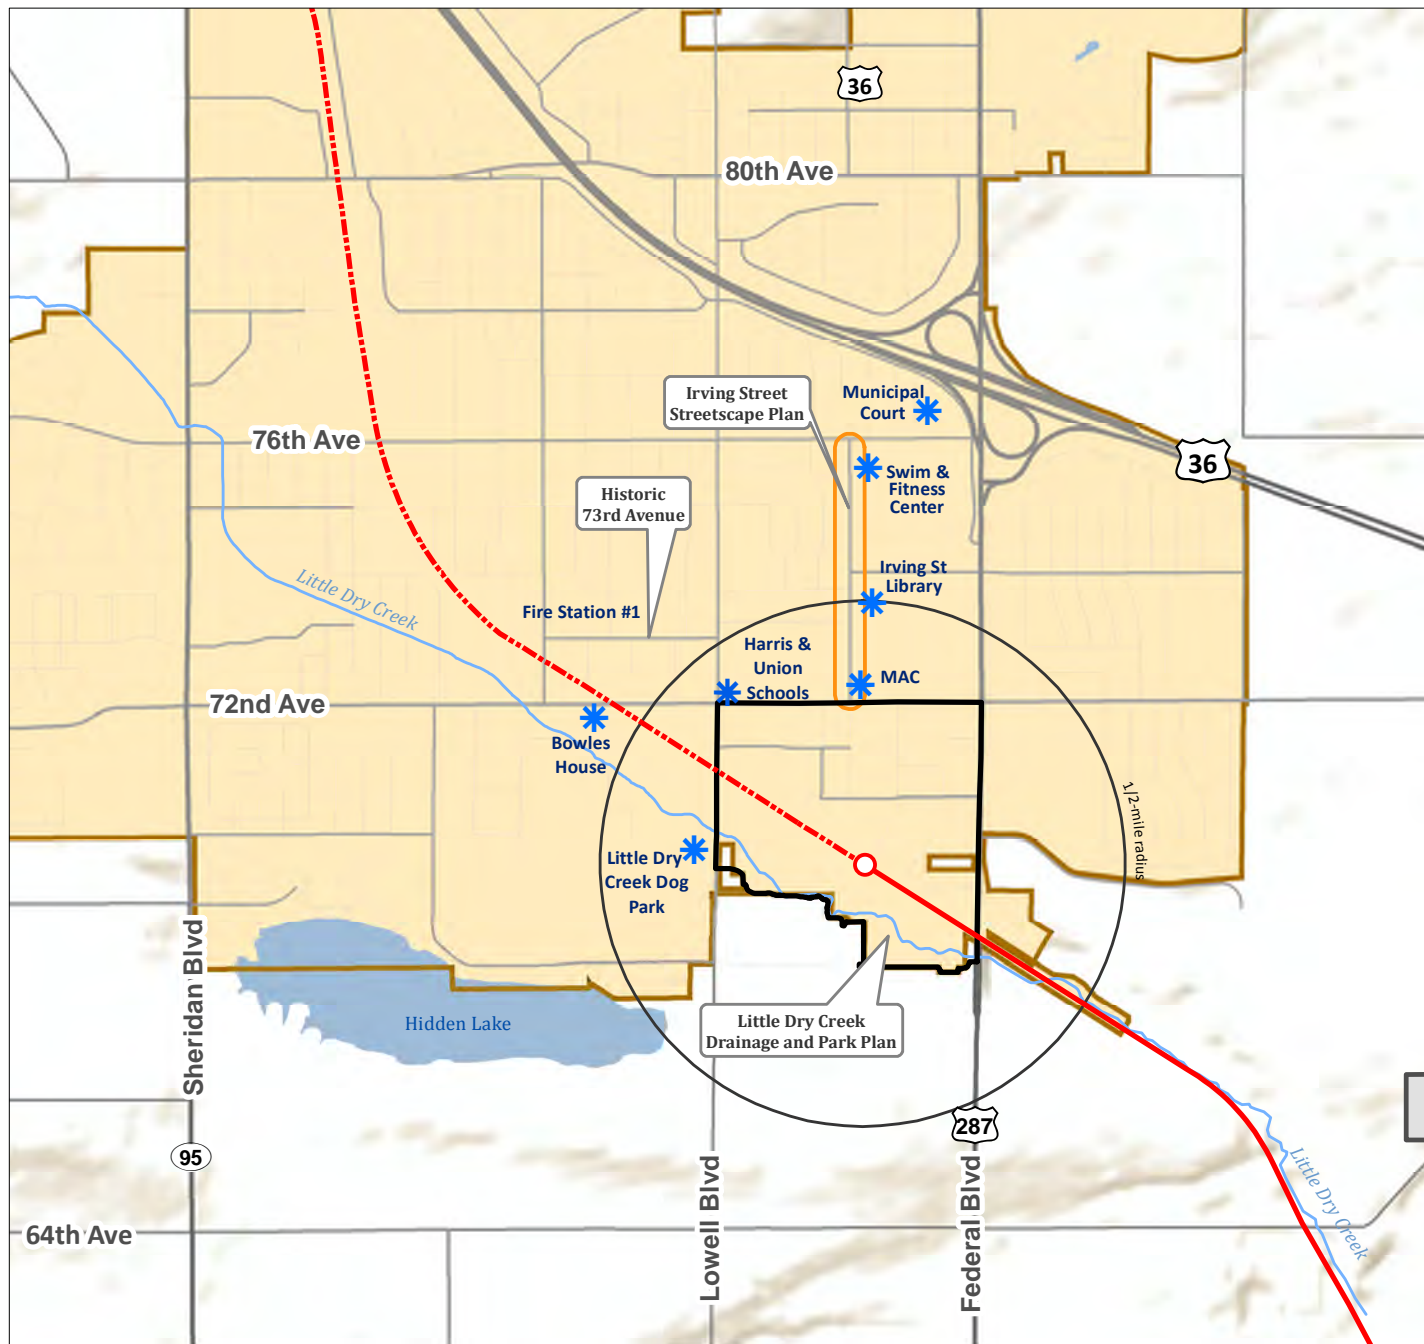 36
80th Ave
Irving Street
Streetscape Plan
Municipal
Court
76th Ave
36
Swim &
Fitness
Center
Historic
73rd Avenue
Little Dry Creek
Irving St
Library
Fire Station #1
Harris &
Union
Schools
MAC
72nd Ave
Bowles
House
1/2-mile radius
Little Dry
Creek Dog
Park
Sheridan Blvd
Hidden Lake
Little Dry Creek
Drainage and Park Plan
287
95
Lowell Blvd
Federal Blvd
Little Dry Creek
64th Ave